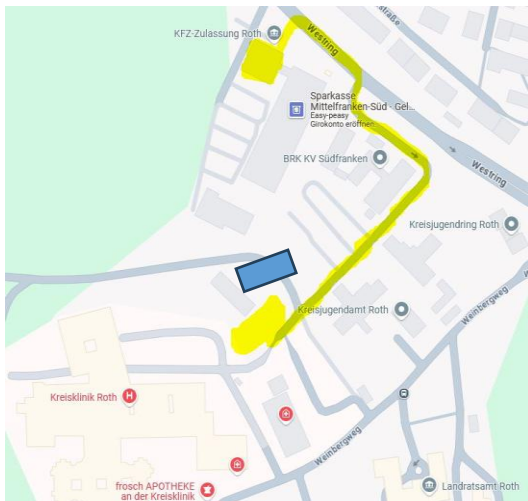 KFZ-Zulassung Roth
Westring
straße
Sparkasse
Mittelfranken-Süd - Gel...
Easy-peasy
Girokonto eröffnen...
BRK KV Südfranken
Westring
Kreisjugendring Roth
Kreisjugendamt Roth
Weinbergweg
Kreisklinik Roth
H
Weinbergweg
frosch APOTHEKE
an der Kreisklinik
Landratsamt Roth